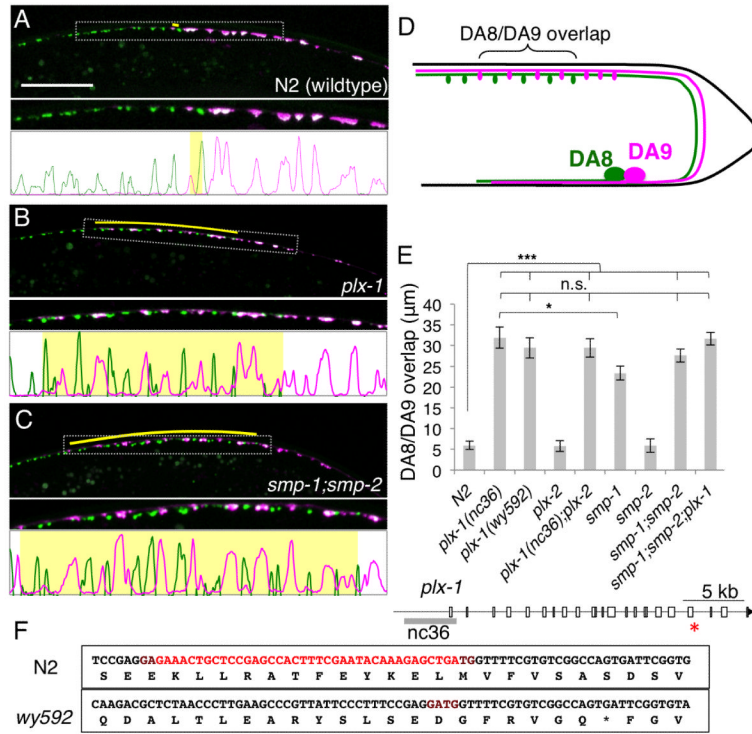 A
N2 (wildtype)
B
plx-1
C
smp-1;smp-2
D
DA8/DA9 overlap
DA8 DA9
E
***
n.s.
*
DA8/DA9 overlap (µm)
40
35
30
25
20
15
10
5
0
N2
plx-1(nc36)
plx-1(wy592)
plx-2
plx-1(nc36);plx-2
smp-1
smp-2
smp-1;smp-2
smp-1;smp-2;plx-1
plx-1
5 kb
nc36
*
F
N2
TCCGAGGAGAAACTGCTCCGAGCCACTTTCGAATACAAAGAGCTGATGGTTTTCGTGTCGGCCAGTGATTCGGTG
S E E K L L R A T F E Y K E L M V F V S A S D S V
wy592
CAAGACGCTCTAACCCTTGAAGCCCGTTATTCCCTTTCCGAGGATGGTTTTCGTGTCGGCCAGTGATTCGGTGTA
Q D A L T L E A R Y S L S E D G F R V G Q * F G V